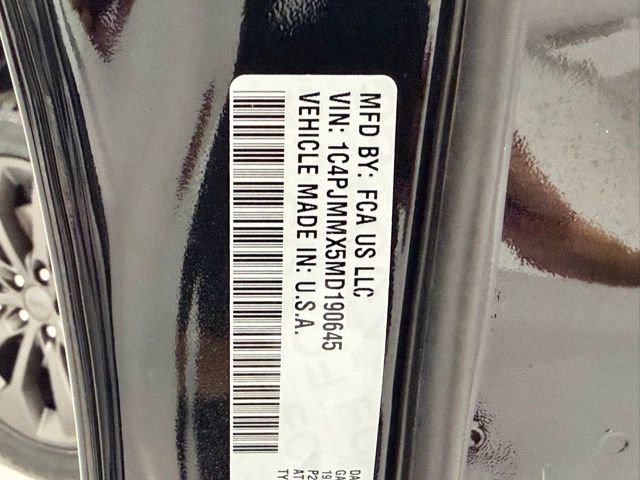 MFD BY: FCA US LLC
VIN: 1C4PJMMX5MD190645
VEHICLE MADE IN: U.S.A.